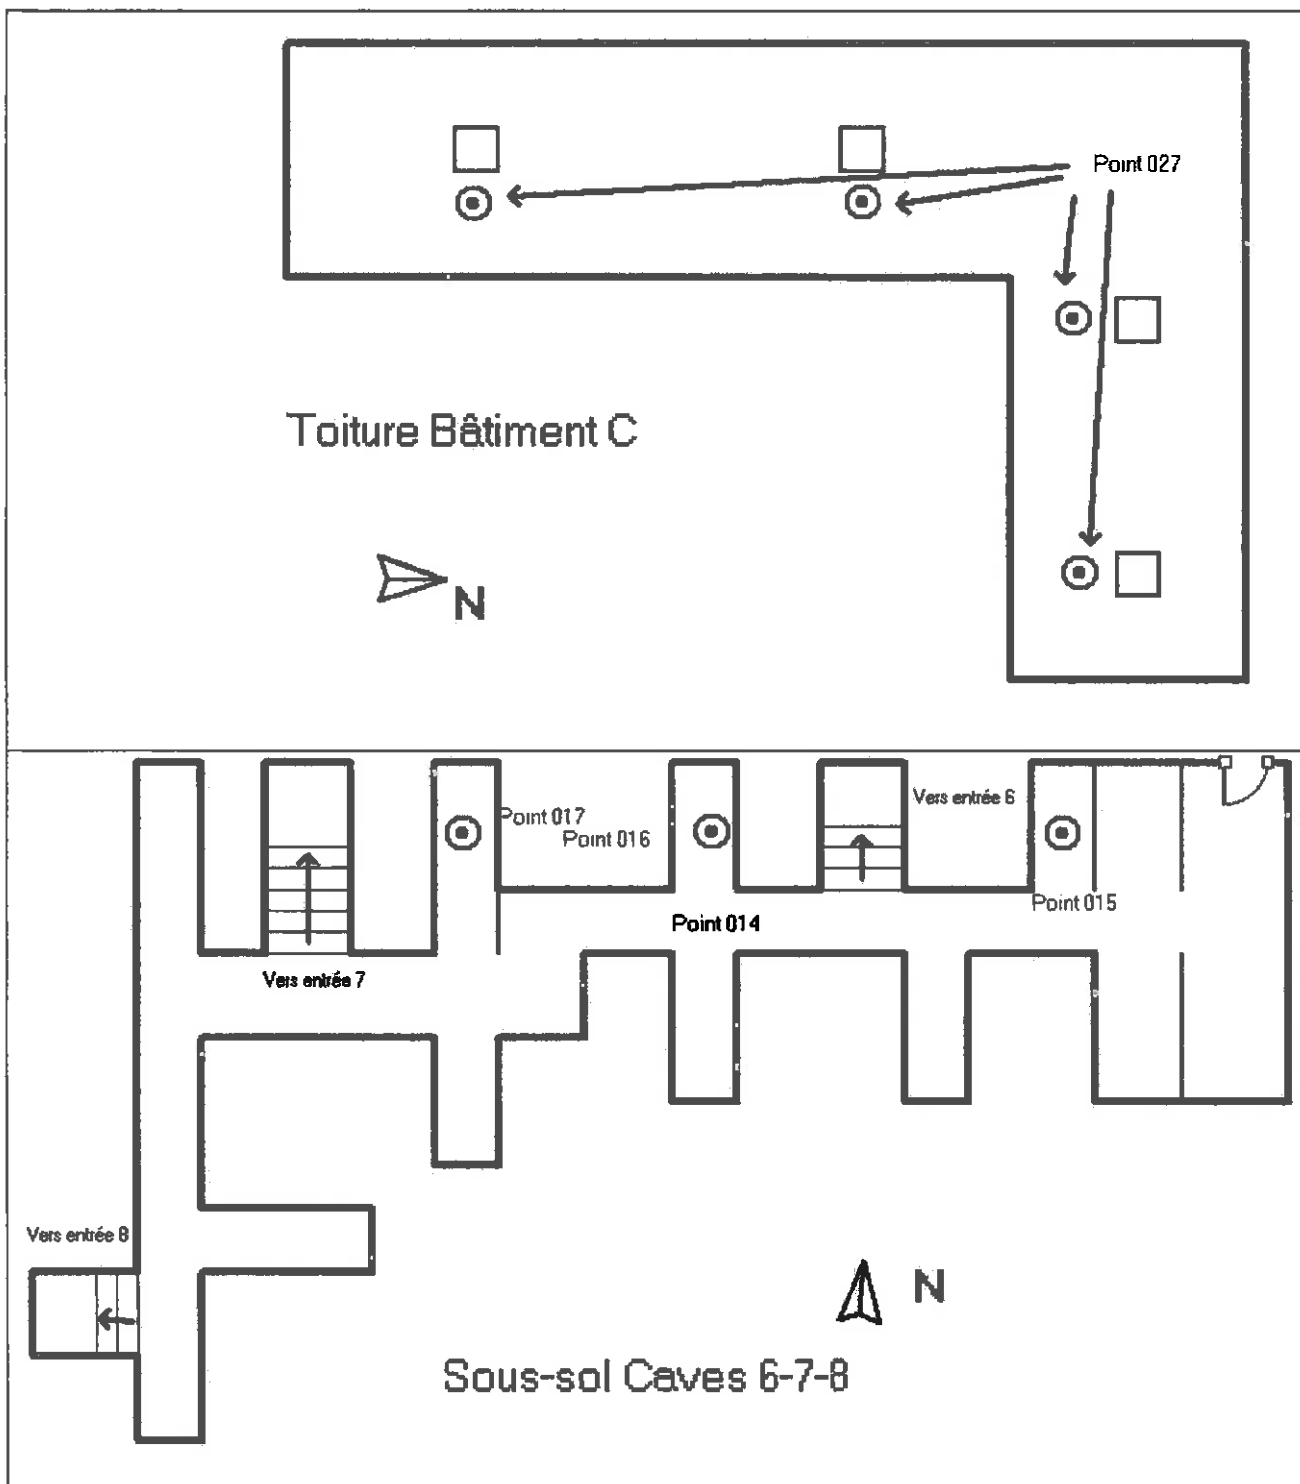 Point 027
Toiture Bâtiment C
N
Vers entrée 6
Point 017
Point 016
Point 015
Point 014
Vers entrée 7
Vers entrée 8
N
Sous-sol Caves 6-7-8